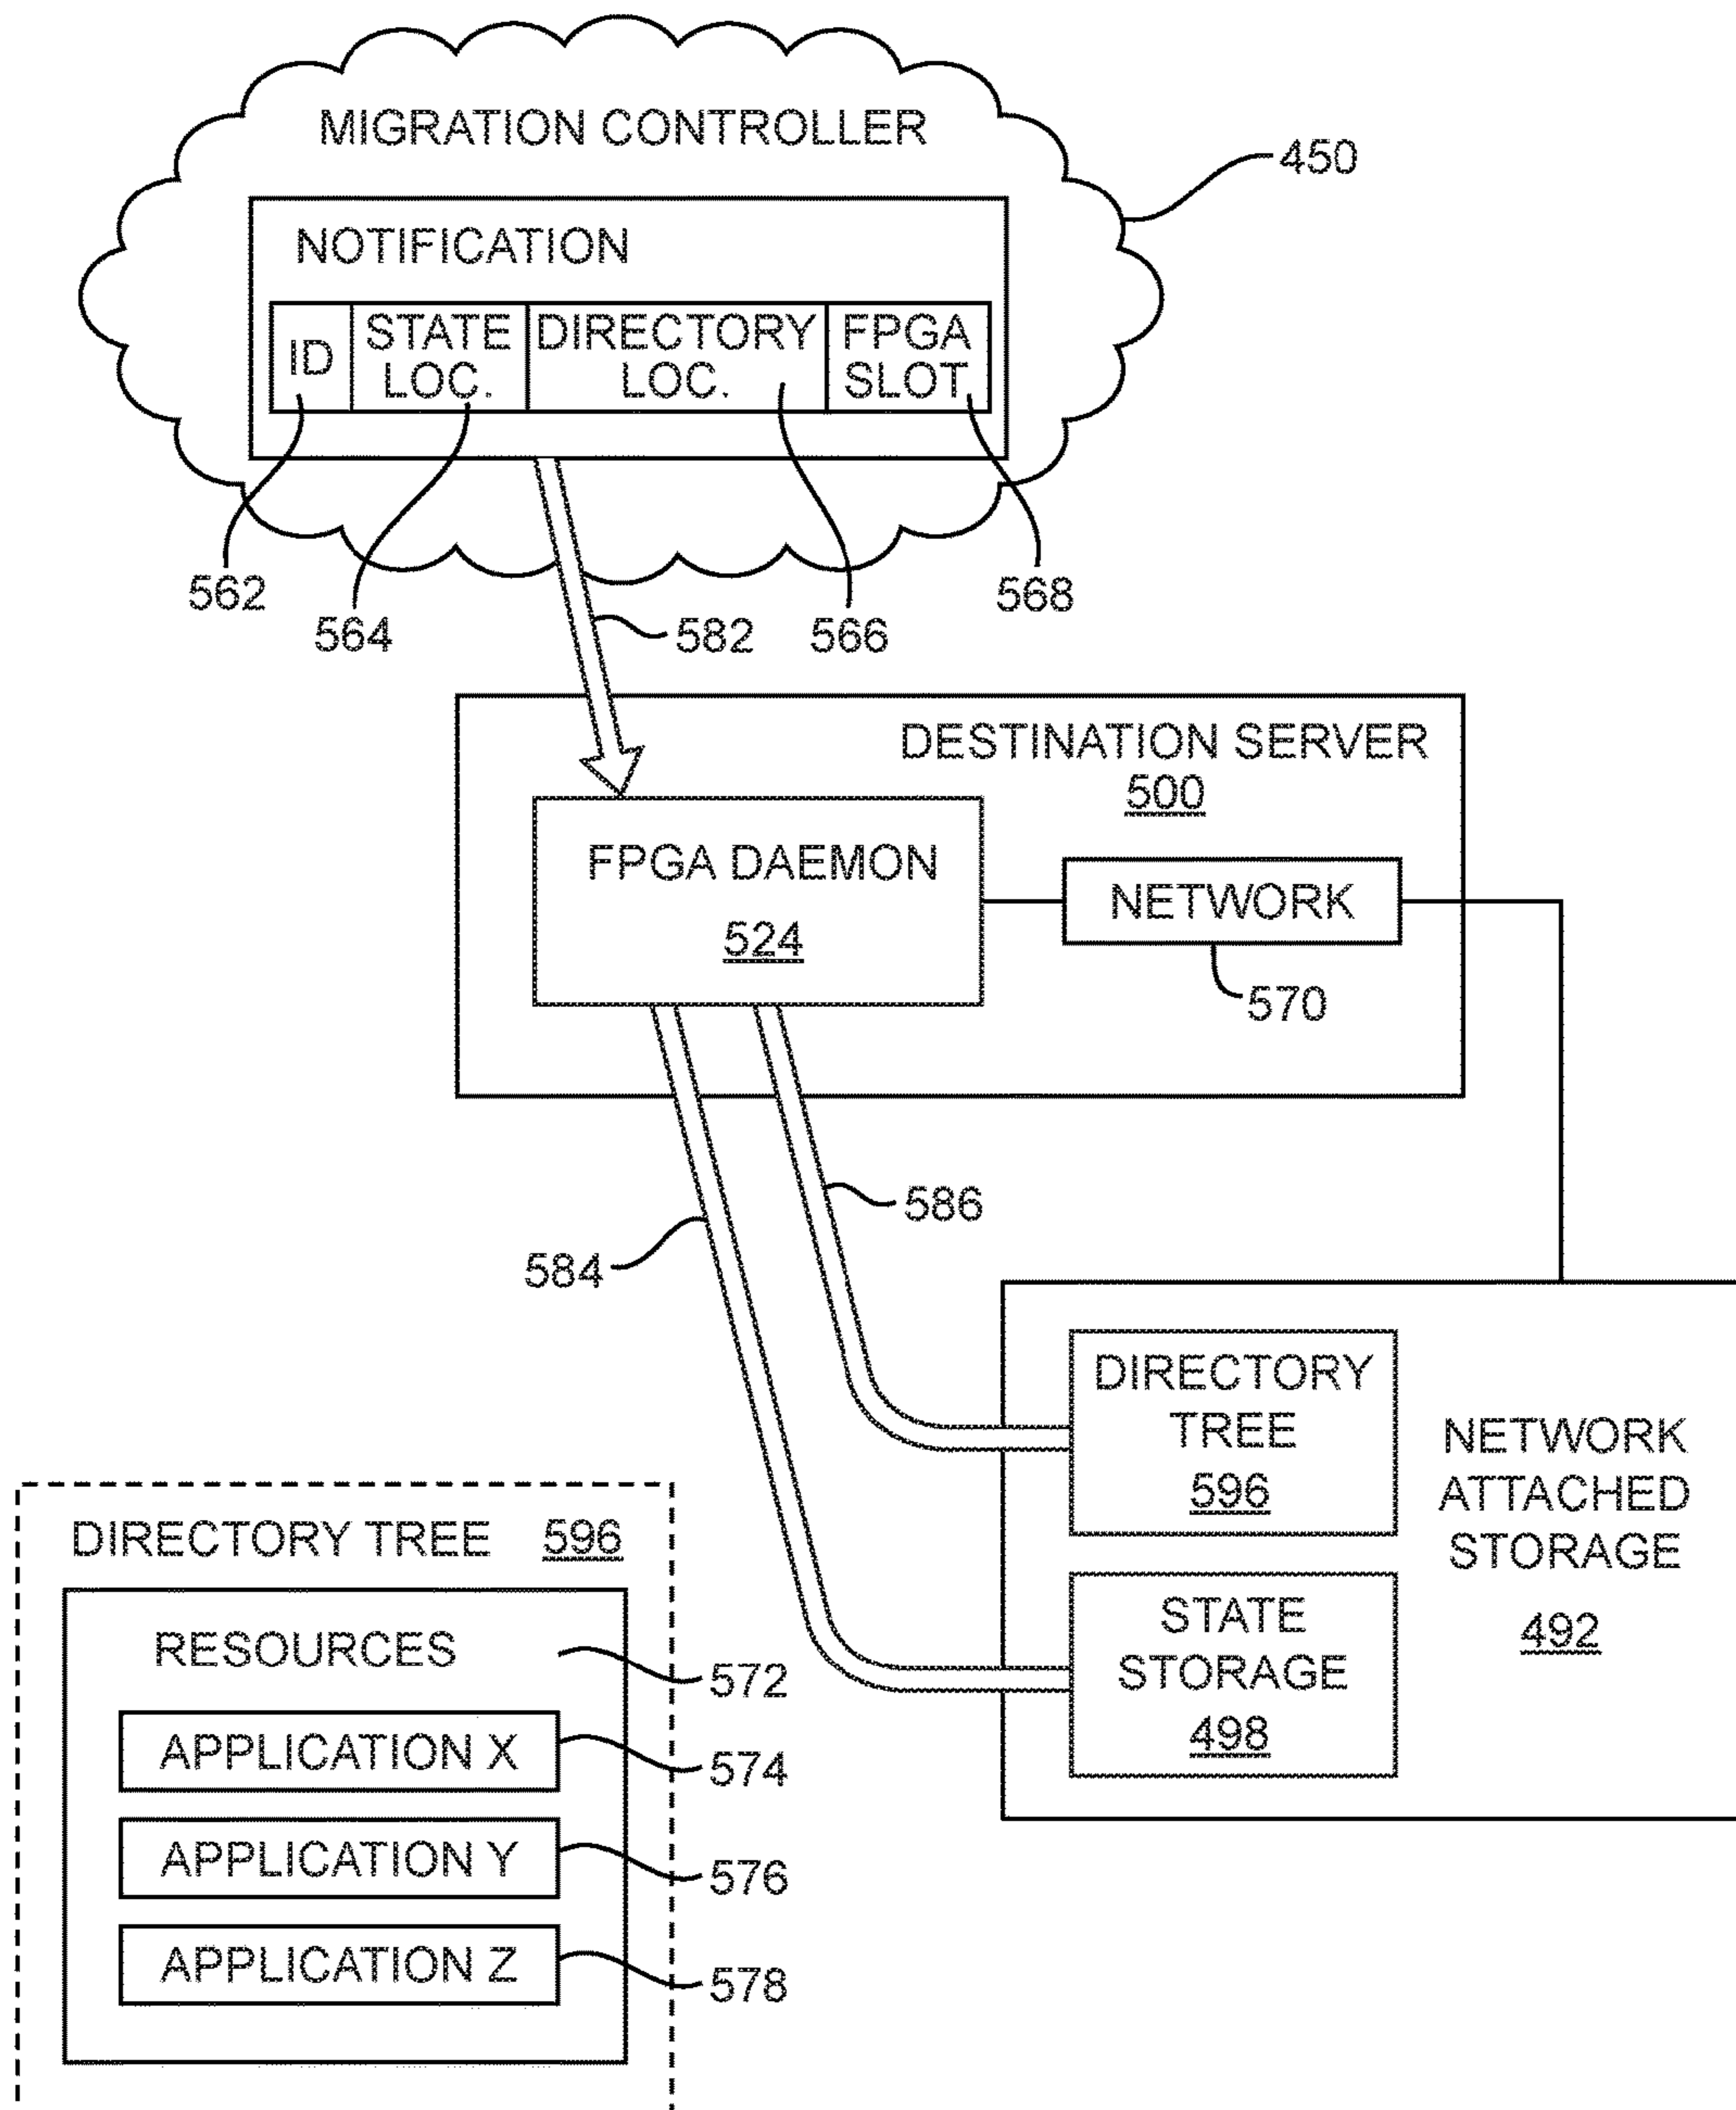 MIGRATION CONTROLLER
450
NOTIFICATION
ID
STATE
LOC.
DIRECTORY
LOC.
FPGA
SLOT
562
564
582
566
568
DESTINATION SERVER
500
FPGA DAEMON
524
NETWORK
570
586
584
DIRECTORY
TREE
596
NETWORK
ATTACHED
STORAGE
492
STATE
STORAGE
498
DIRECTORY TREE 596
RESOURCES
572
APPLICATION X
574
APPLICATION Y
576
APPLICATION Z
578